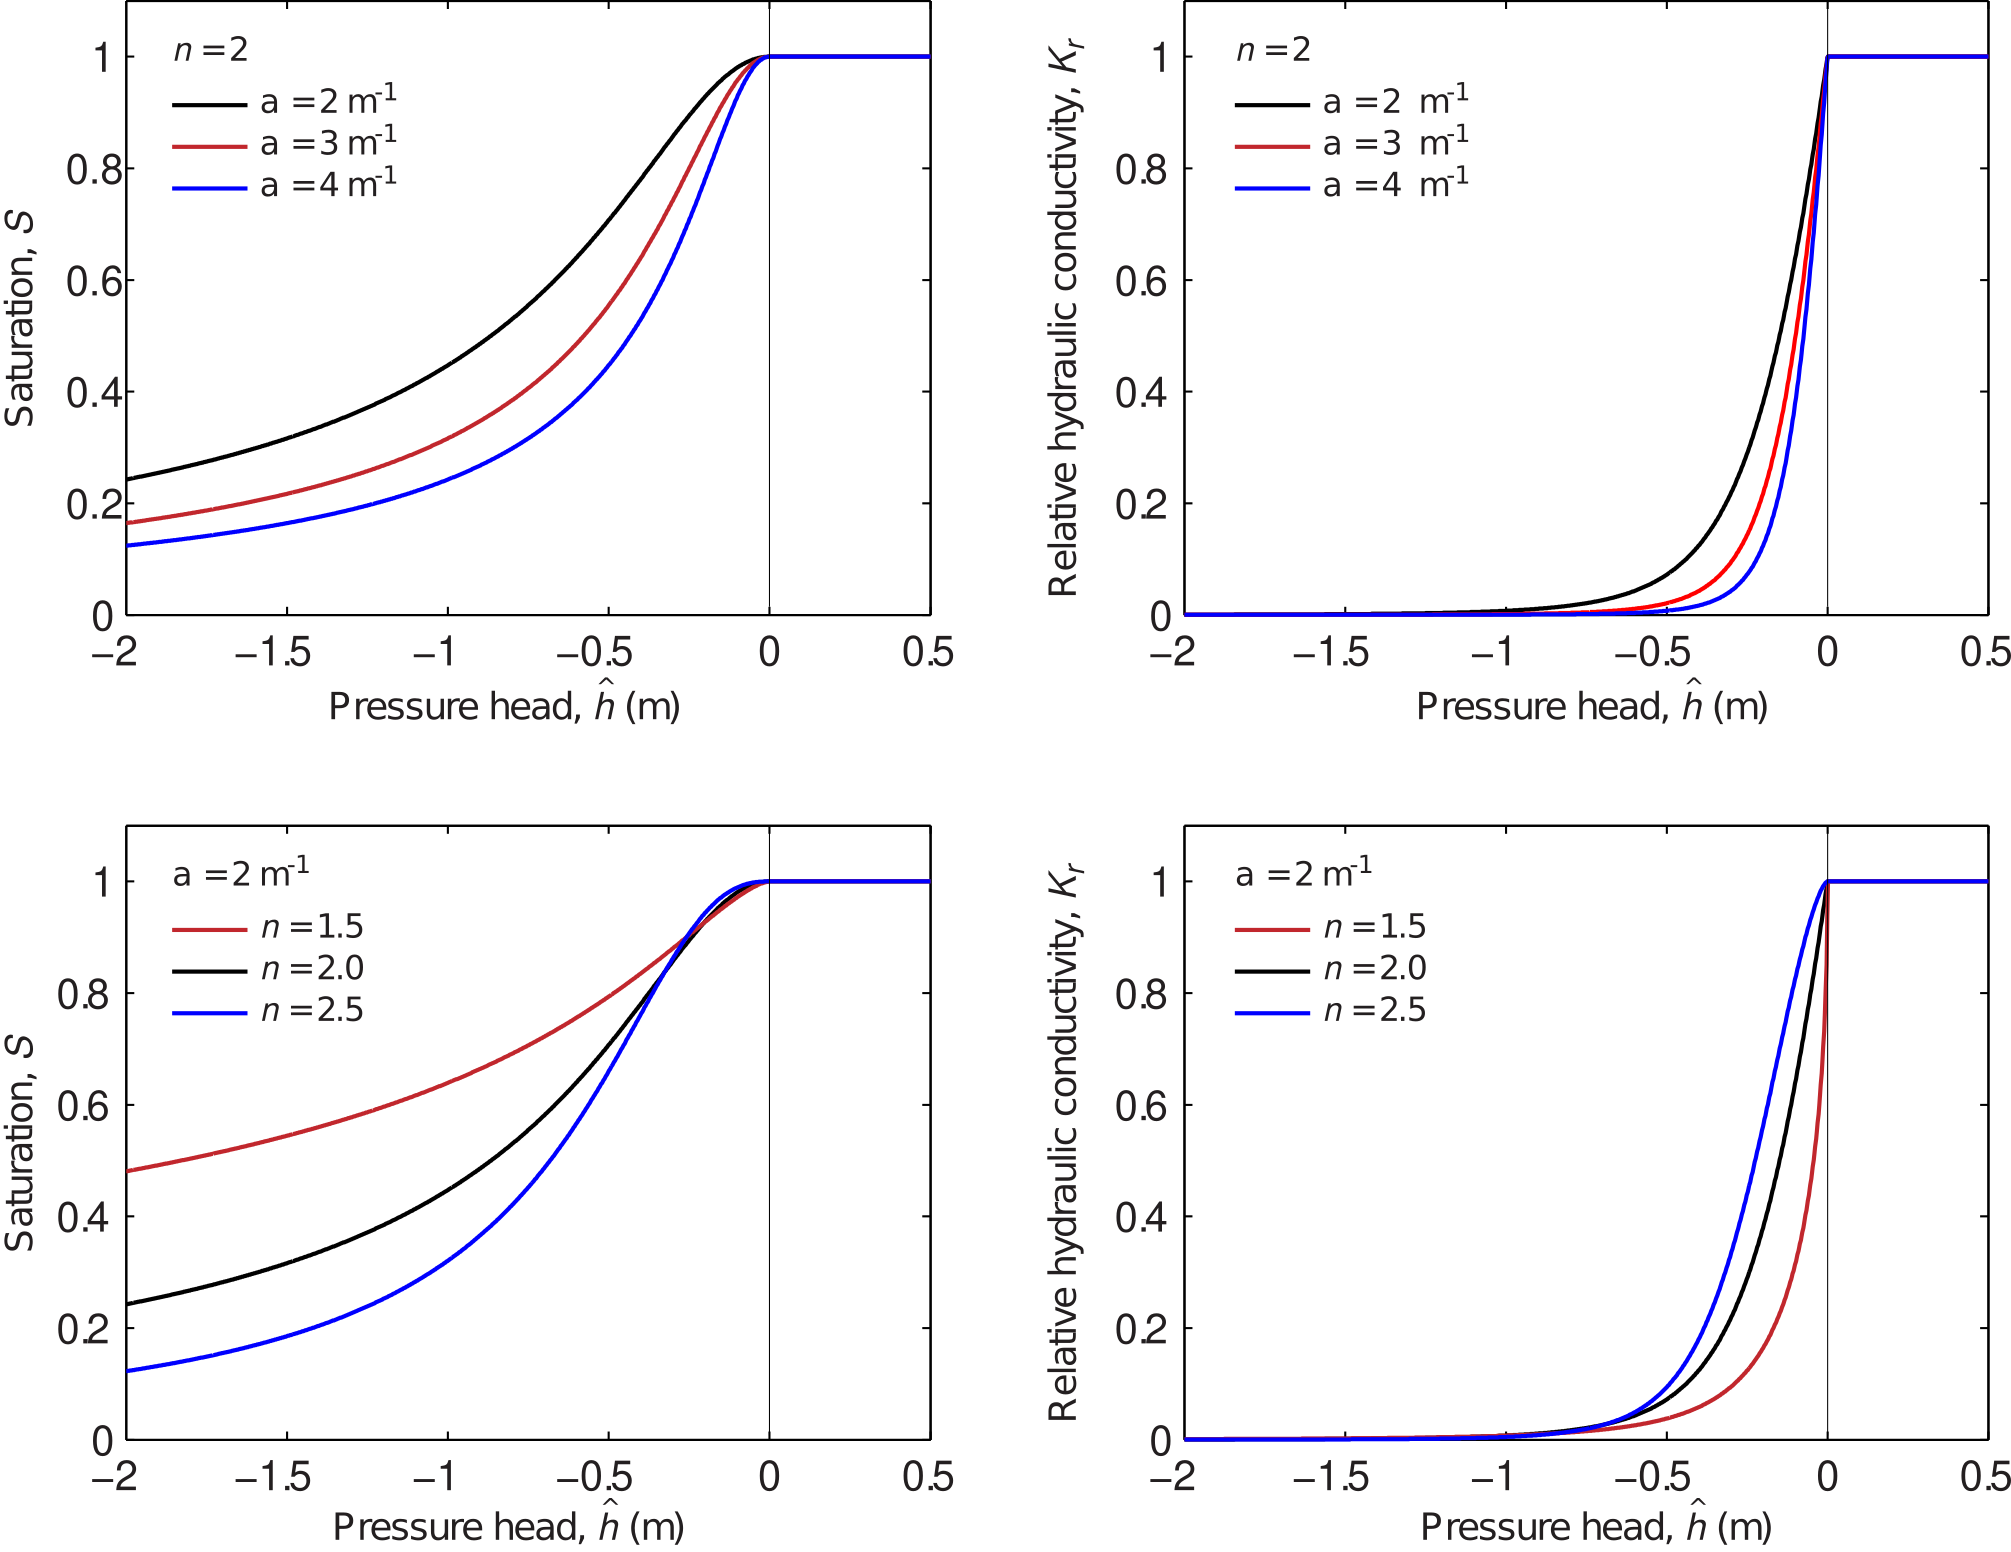 Saturation, S
1
0.8
0.6
0.4
0.2
0
n = 2
a = 2 m-1
a = 3 m-1
a = 4 m-1
−2 −1.5 −1 −0.5 0 0.5
Pressure head, ĥ (m)
Relative hydraulic conductivity, Kr
1
0.8
0.6
0.4
0.2
0
n = 2
a = 2 m-1
a = 3 m-1
a = 4 m-1
−2 −1.5 −1 −0.5 0 0.5
Pressure head, ĥ (m)
Saturation, S
1
0.8
0.6
0.4
0.2
0
a = 2 m-1
n = 1.5
n = 2.0
n = 2.5
−2 −1.5 −1 −0.5 0 0.5
Pressure head, ĥ (m)
Relative hydraulic conductivity, Kr
1
0.8
0.6
0.4
0.2
0
a = 2 m-1
n = 1.5
n = 2.0
n = 2.5
−2 −1.5 −1 −0.5 0 0.5
Pressure head, ĥ (m)